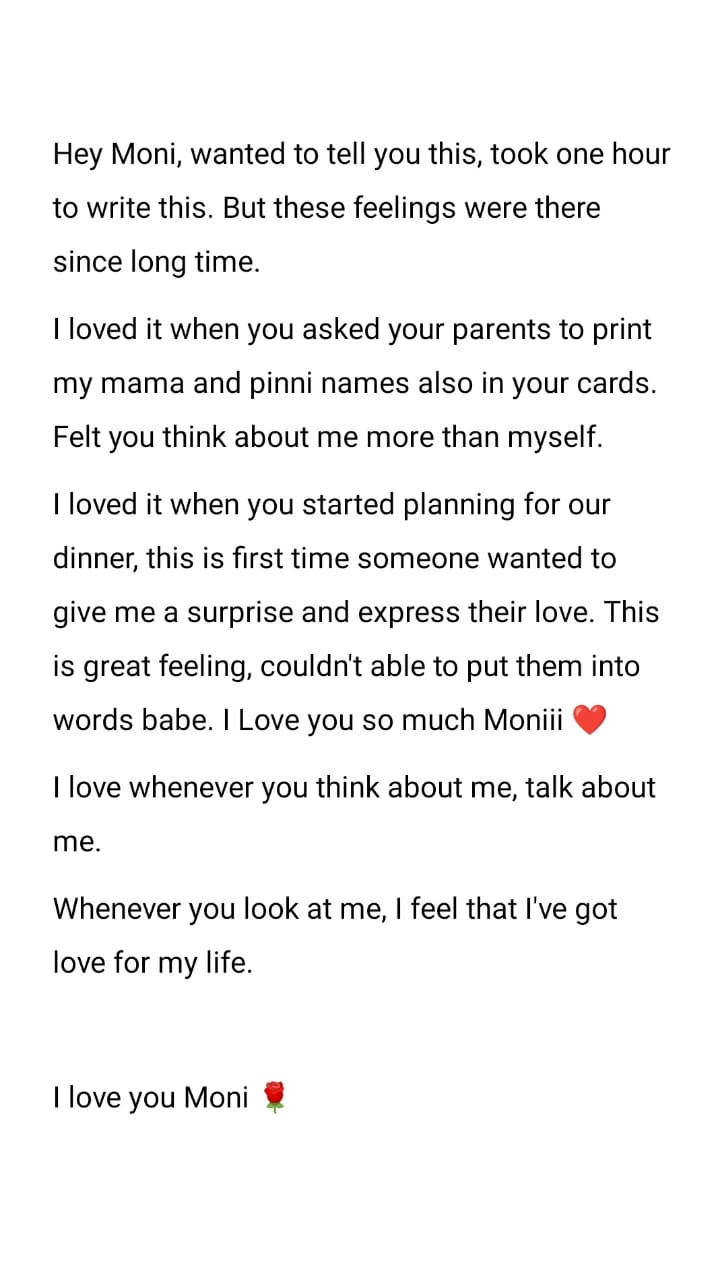 Hey Moni, wanted to tell you this, took one hour
to write this. But these feelings were there
since long time.
I loved it when you asked your parents to print
my mama and pinni names also in your cards.
Felt you think about me more than myself.
I loved it when you started planning for our
dinner, this is first time someone wanted to
give me a surprise and express their love. This
is great feeling, couldn't able to put them into
words babe. I Love you so much Moniii ❤️
I love whenever you think about me, talk about
me.
Whenever you look at me, I feel that I've got
love for my life.
I love you Moni 🌹